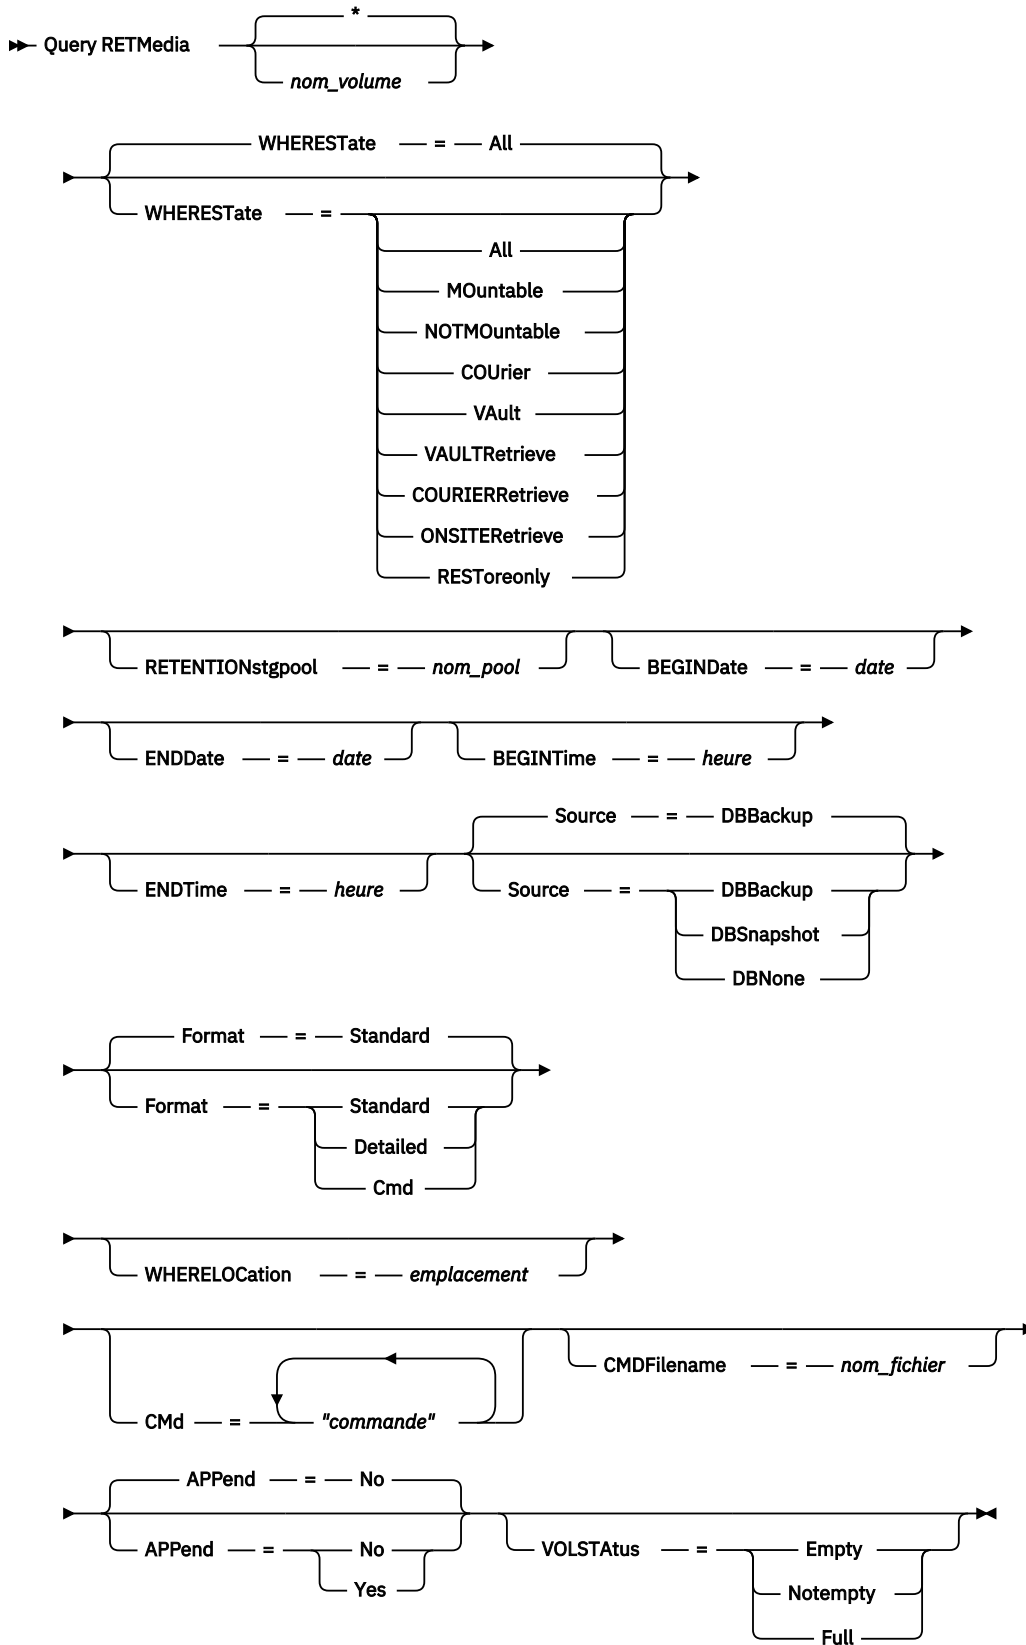 *
Query RETMedia
nom_volume
WHERESTate = All
WHERESTate =
All
MOuntable
NOTMOuntable
COUrier
VAult
VAULTRetrieve
COURIERRetrieve
ONSITERetrieve
RESToreonly
RETENTIONstgpool = nom_pool BEGINDate = date
ENDDate = date BEGINTime = heure
Source = DBBackup
ENDTime = heure Source = DBBackup
DBSnapshot
DBNone
Format = Standard
Format = Standard
Detailed
Cmd
WHERELOCation = emplacement
CMDFilename = nom_fichier
CMd = "commande"
APPend = No
APPend = No VOLSTAtus = Empty
Yes Notempty
Full